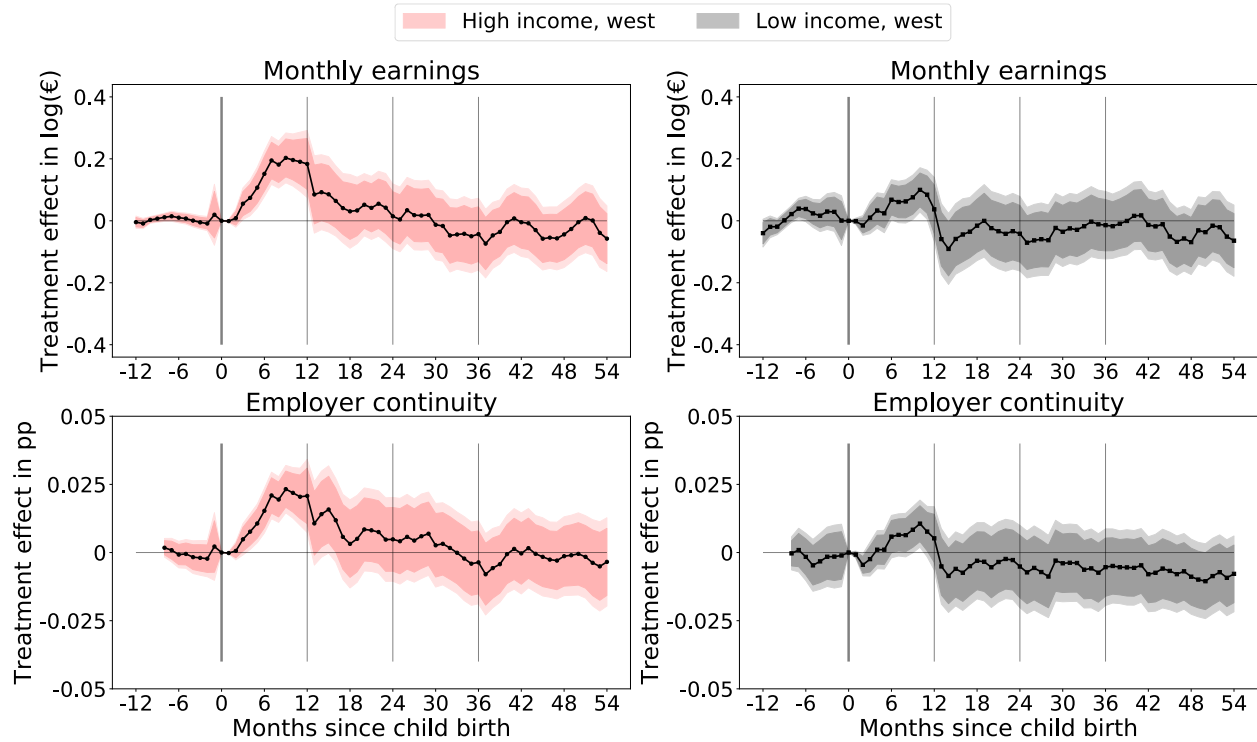 High income, west Low income, west
Monthly earnings
Treatment effect in log(€)
0.4
0.2
0
-0.2
-0.4
-12 -6 0 6 12 18 24 30 36 42 48 54
Monthly earnings
Treatment effect in log(€)
0.4
0.2
0
-0.2
-0.4
-12 -6 0 6 12 18 24 30 36 42 48 54
Employer continuity
Treatment effect in pp
0.05
0.025
0
-0.025
-0.05
-12 -6 0 6 12 18 24 30 36 42 48 54
Months since child birth
Employer continuity
Treatment effect in pp
0.05
0.025
0
-0.025
-0.05
-12 -6 0 6 12 18 24 30 36 42 48 54
Months since child birth